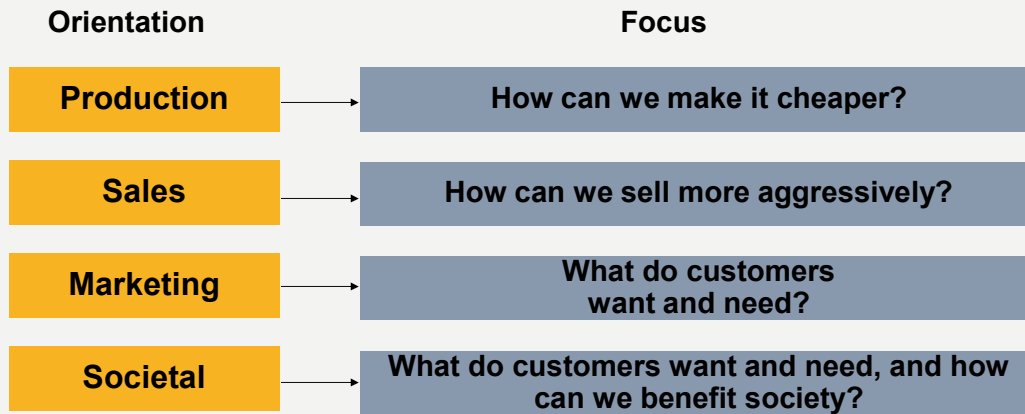 Orientation Focus
Production How can we make it cheaper?
Sales How can we sell more aggressively?
Marketing What do customers
want and need?
Societal What do customers want and need, and how
can we benefit society?